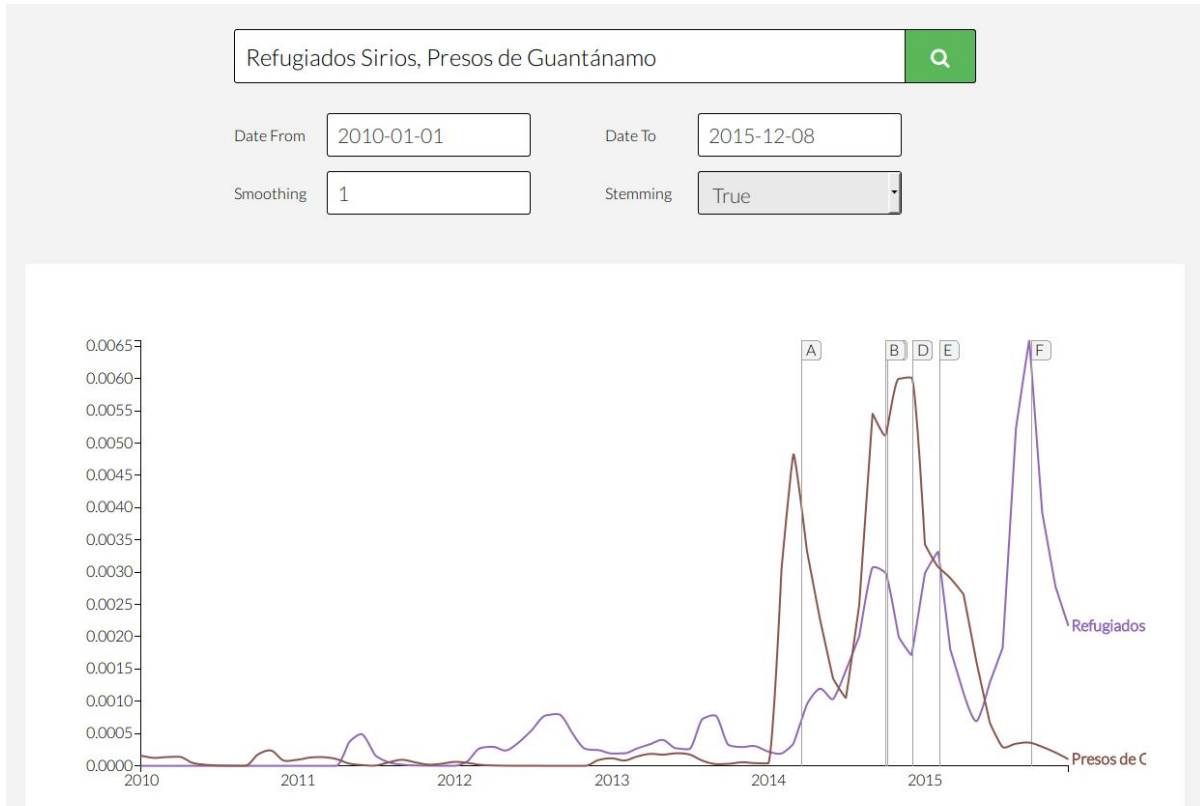 Refugiados Sirios, Presos de Guantánamo
Date From 2010-01-01 Date To 2015-12-08
Smoothing 1 Stemming True
0.0065
A B D E F
0.0060
0.0055
0.0050
0.0045
0.0040
0.0035
0.0030
0.0025
0.0020
Refugiados
0.0015
0.0010
0.0005
0.0000
Presos de C
2010 2011 2012 2013 2014 2015